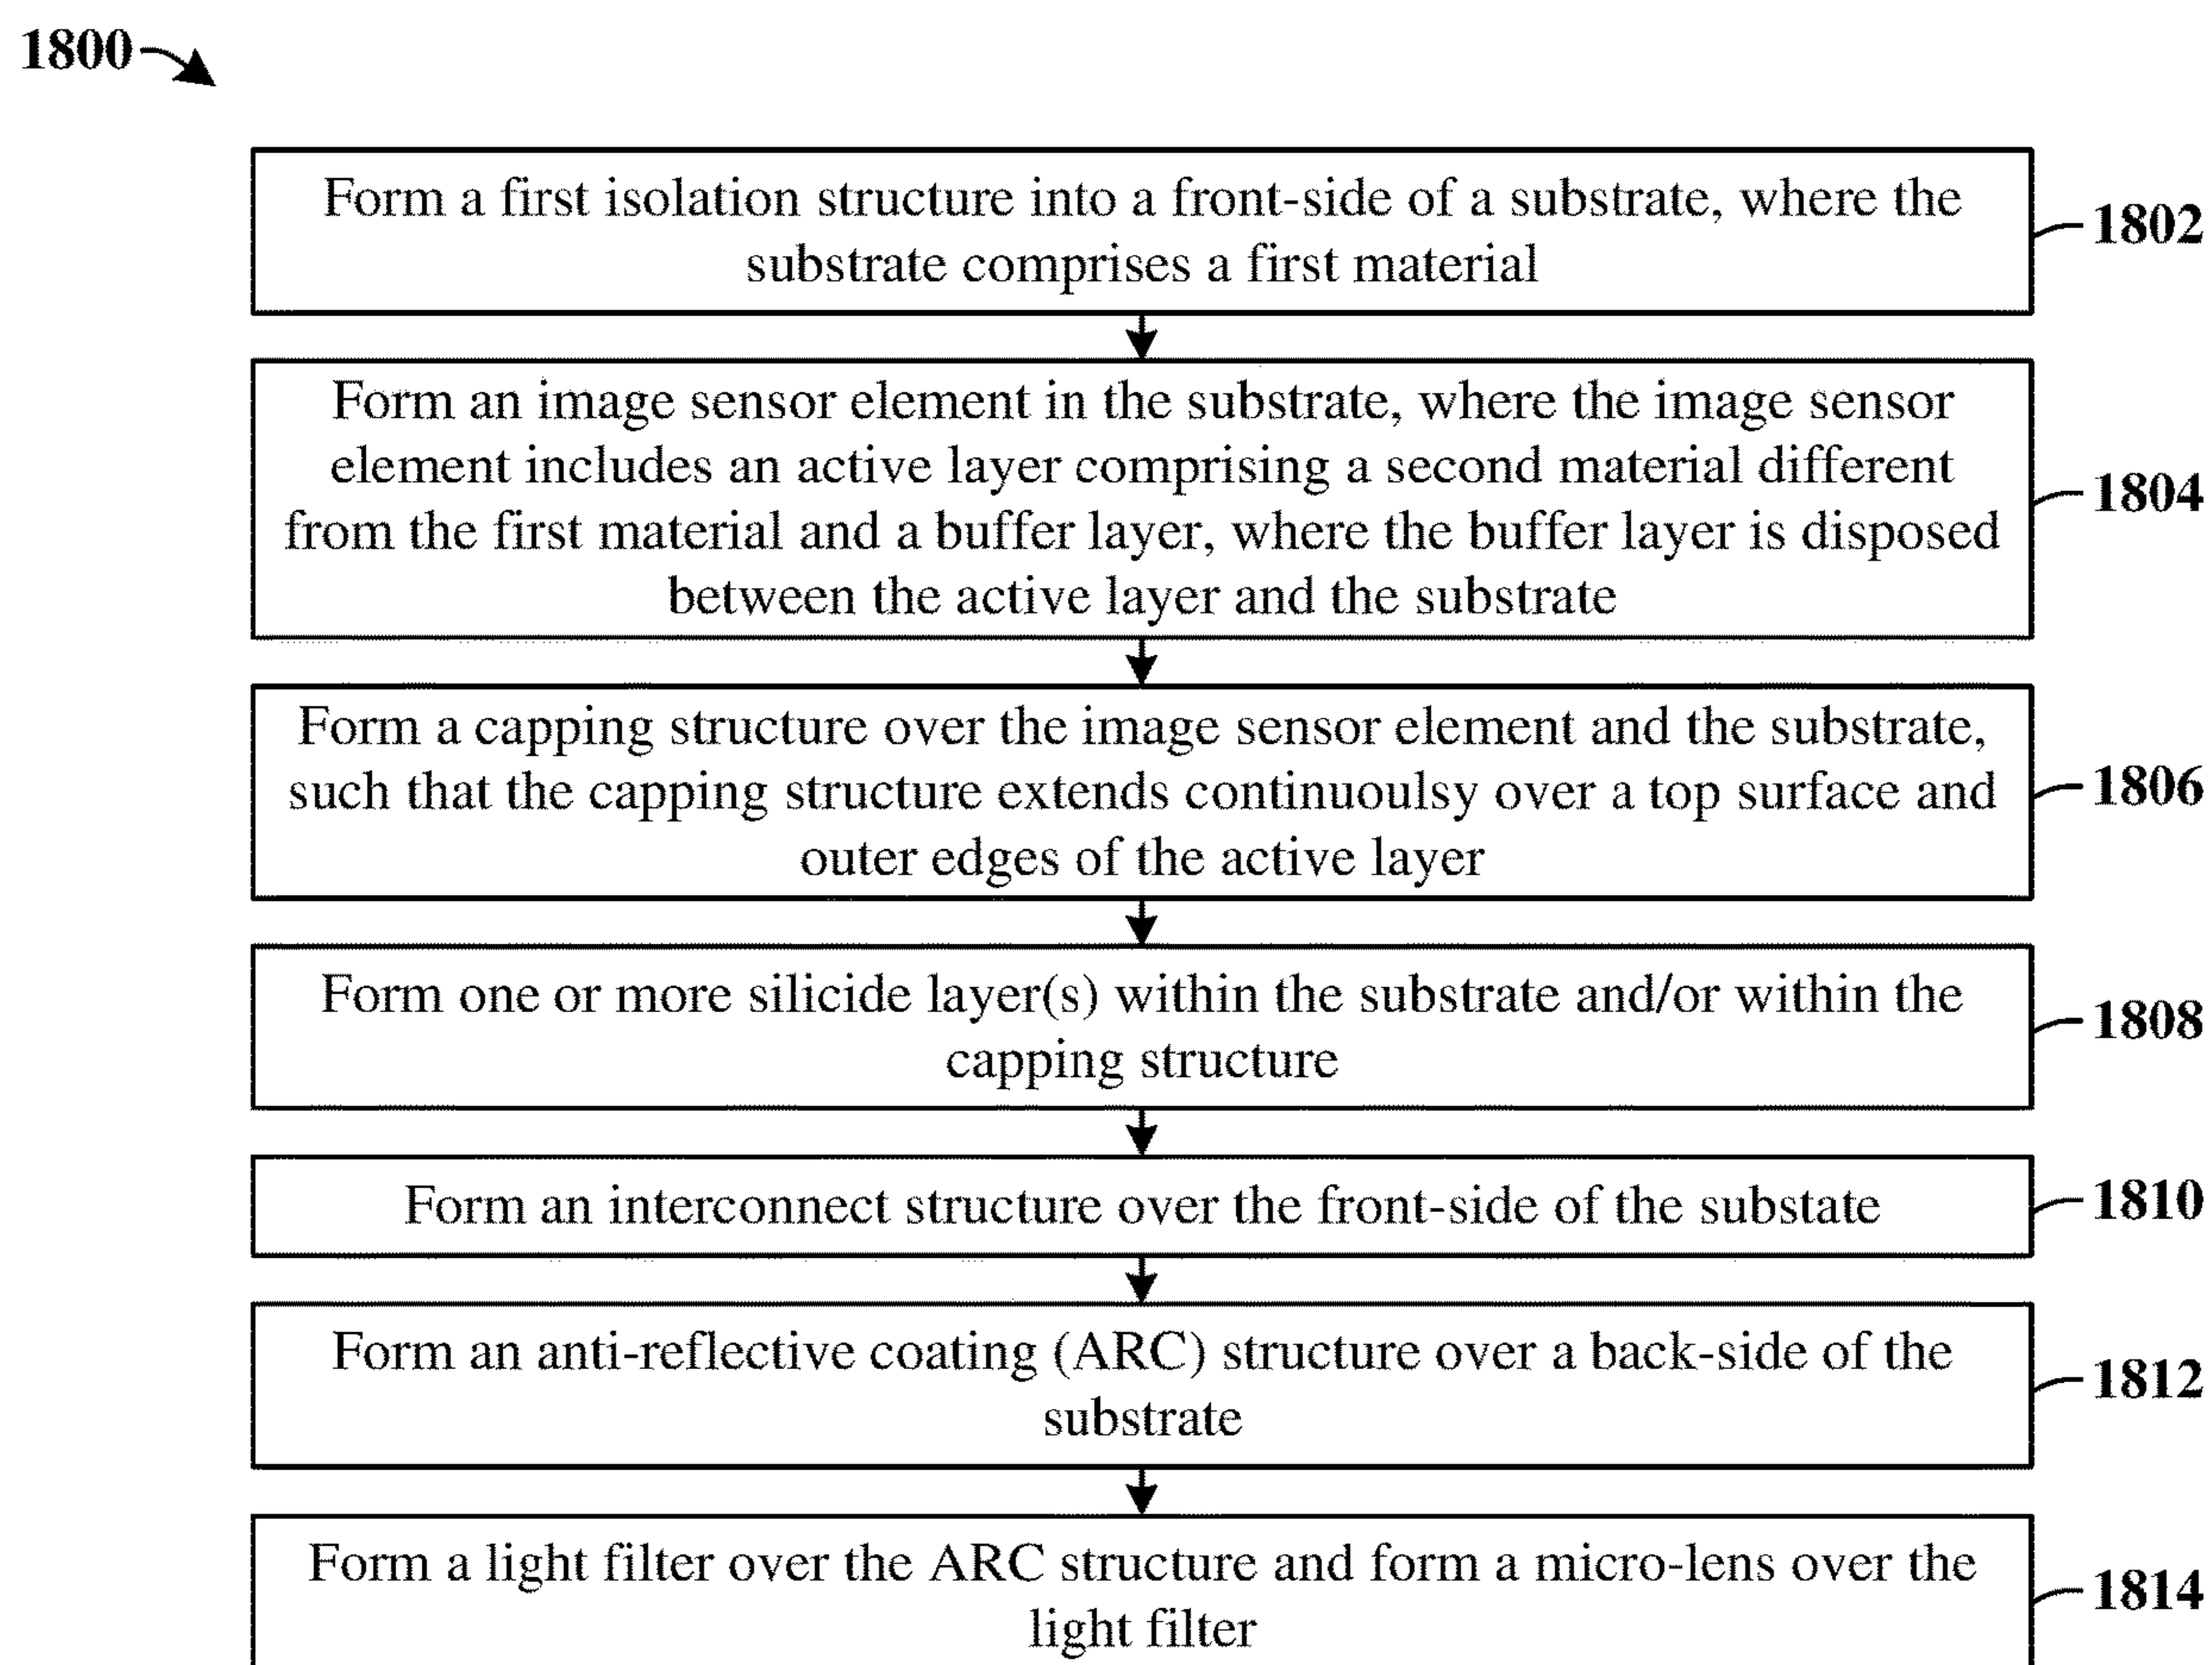 1800
Form a first isolation structure into a front-side of a substrate, where the
substrate comprises a first material
1802
Form an image sensor element in the substrate, where the image sensor
element includes an active layer comprising a second material different
from the first material and a buffer layer, where the buffer layer is disposed
between the active layer and the substrate
1804
Form a capping structure over the image sensor element and the substrate,
such that the capping structure extends continuoulsy over a top surface and
outer edges of the active layer
1806
Form one or more silicide layer(s) within the substrate and/or within the
capping structure
1808
Form an interconnect structure over the front-side of the substate
1810
Form an anti-reflective coating (ARC) structure over a back-side of the
substrate
1812
Form a light filter over the ARC structure and form a micro-lens over the
light filter
1814